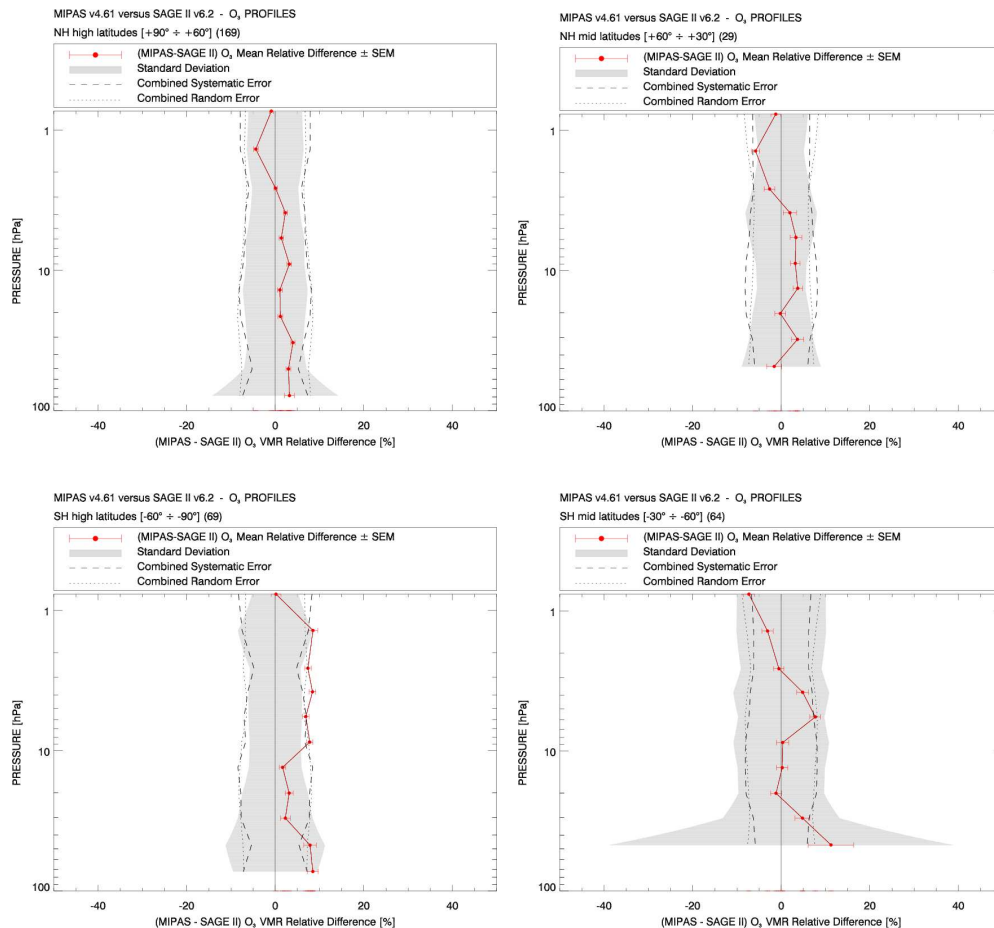 MIPAS v4.61 versus SAGE II v6.2 - O₃ PROFILES
NH high latitudes [+90° ÷ +60°] (169)
(MIPAS-SAGE II) O₃ Mean Relative Difference ± SEM
Standard Deviation
Combined Systematic Error
Combined Random Error
PRESSURE [hPa]
1
10
100
-40 -20 0 20 40
(MIPAS - SAGE II) O₃ VMR Relative Difference [%]
MIPAS v4.61 versus SAGE II v6.2 - O₃ PROFILES
NH mid latitudes [+60° ÷ +30°] (29)
(MIPAS-SAGE II) O₃ Mean Relative Difference ± SEM
Standard Deviation
Combined Systematic Error
Combined Random Error
PRESSURE [hPa]
1
10
100
-40 -20 0 20 40
(MIPAS - SAGE II) O₃ VMR Relative Difference [%]
MIPAS v4.61 versus SAGE II v6.2 - O₃ PROFILES
SH high latitudes [-60° ÷ -90°] (69)
(MIPAS-SAGE II) O₃ Mean Relative Difference ± SEM
Standard Deviation
Combined Systematic Error
Combined Random Error
PRESSURE [hPa]
1
10
100
-40 -20 0 20 40
(MIPAS - SAGE II) O₃ VMR Relative Difference [%]
MIPAS v4.61 versus SAGE II v6.2 - O₃ PROFILES
SH mid latitudes [-30° ÷ -60°] (64)
(MIPAS-SAGE II) O₃ Mean Relative Difference ± SEM
Standard Deviation
Combined Systematic Error
Combined Random Error
PRESSURE [hPa]
1
10
100
-40 -20 0 20 40
(MIPAS - SAGE II) O₃ VMR Relative Difference [%]